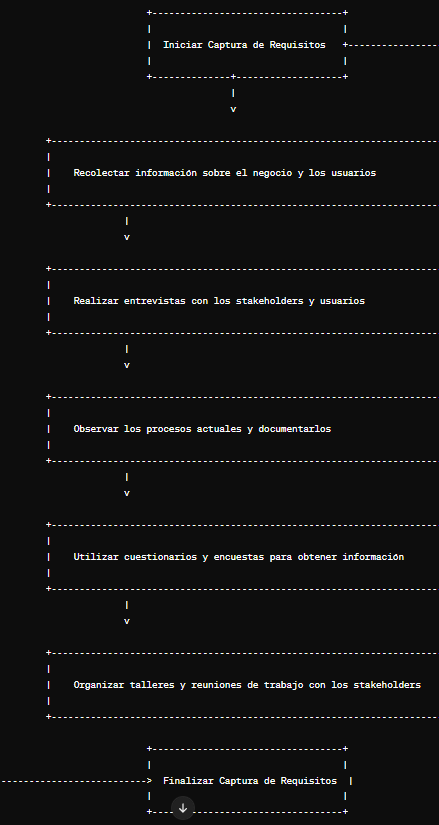 Iniciar Captura de Requisitos
v
Recolectar información sobre el negocio y los usuarios
v
Realizar entrevistas con los stakeholders y usuarios
v
Observar los procesos actuales y documentarlos
v
Utilizar cuestionarios y encuestas para obtener información
v
Organizar talleres y reuniones de trabajo con los stakeholders
Finalizar Captura de Requisitos